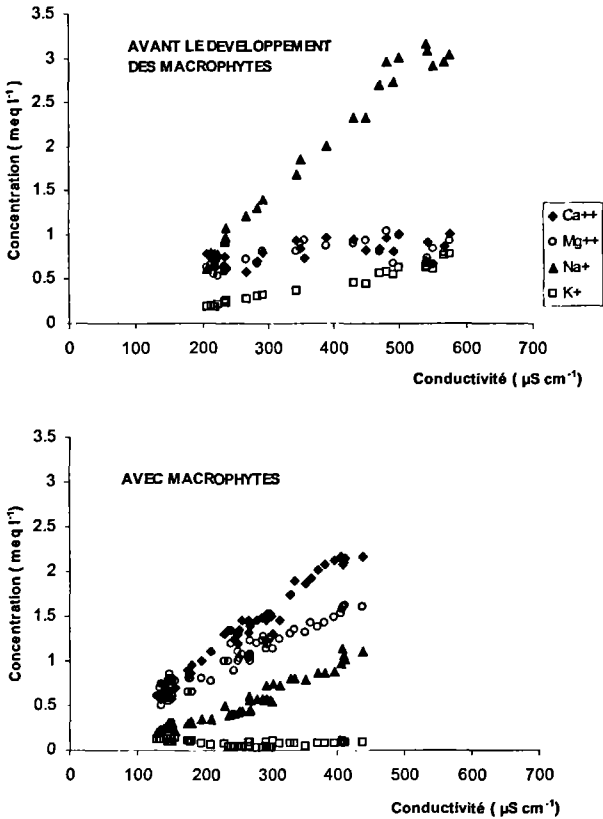 AVANT LE DEVELOPPEMENT
DES MACROPHYTES
Concentration ( meq l⁻¹)
3.5
3
2.5
2
1.5
1
0.5
0
0 100 200 300 400 500 600 700
Conductivité ( µS cm⁻¹)
Ca++
Mg++
Na+
K+
AVEC MACROPHYTES
Concentration ( meq l⁻¹)
3.5
3
2.5
2
1.5
1
0.5
0
0 100 200 300 400 500 600 700
Conductivité ( µS cm⁻¹)